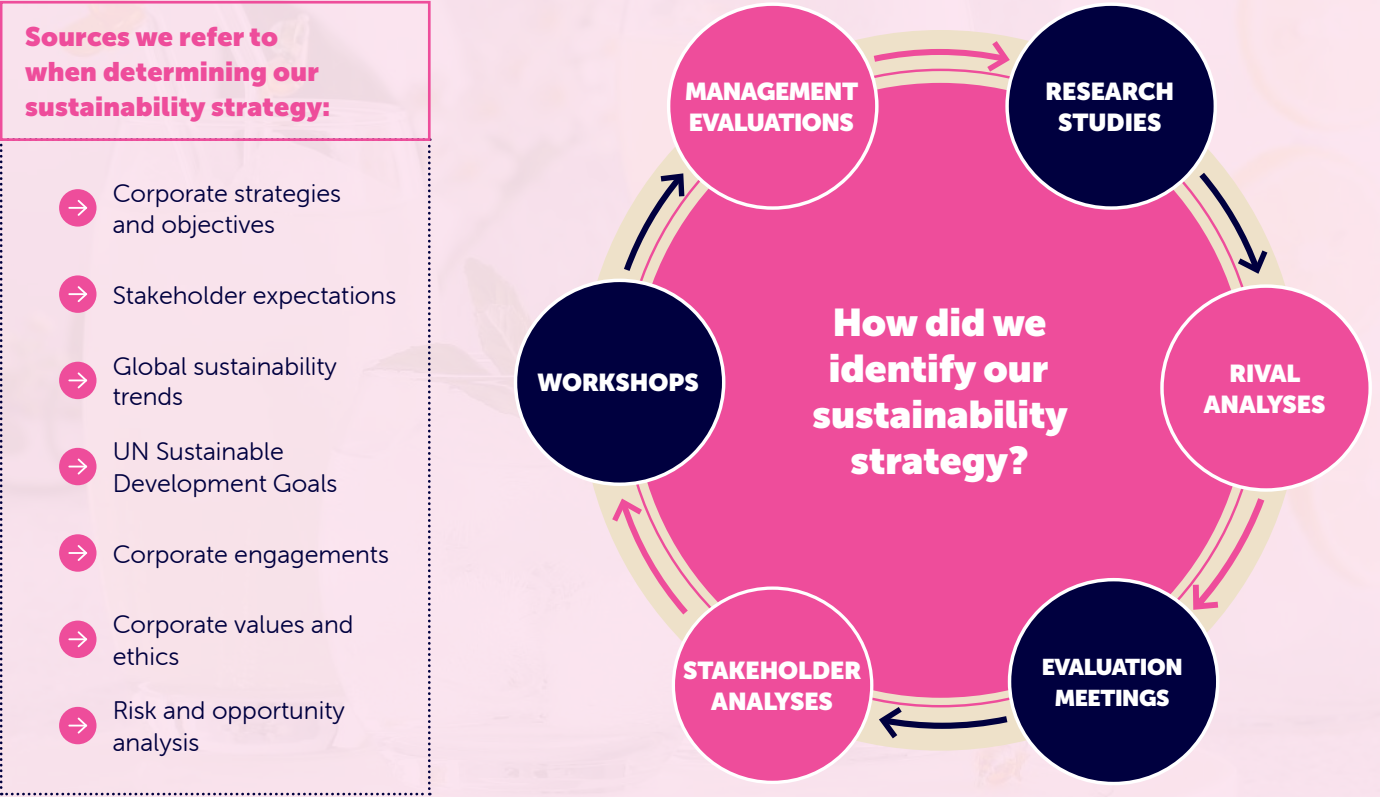 Sources we refer to
when determining our
sustainability strategy:
Corporate strategies
and objectives
Stakeholder expectations
Global sustainability
trends
UN Sustainable
Development Goals
Corporate engagements
Corporate values and
ethics
Risk and opportunity
analysis
How did we
identify our
sustainability
strategy?
MANAGEMENT
EVALUATIONS
RESEARCH
STUDIES
RIVAL
ANALYSES
EVALUATION
MEETINGS
STAKEHOLDER
ANALYSES
WORKSHOPS